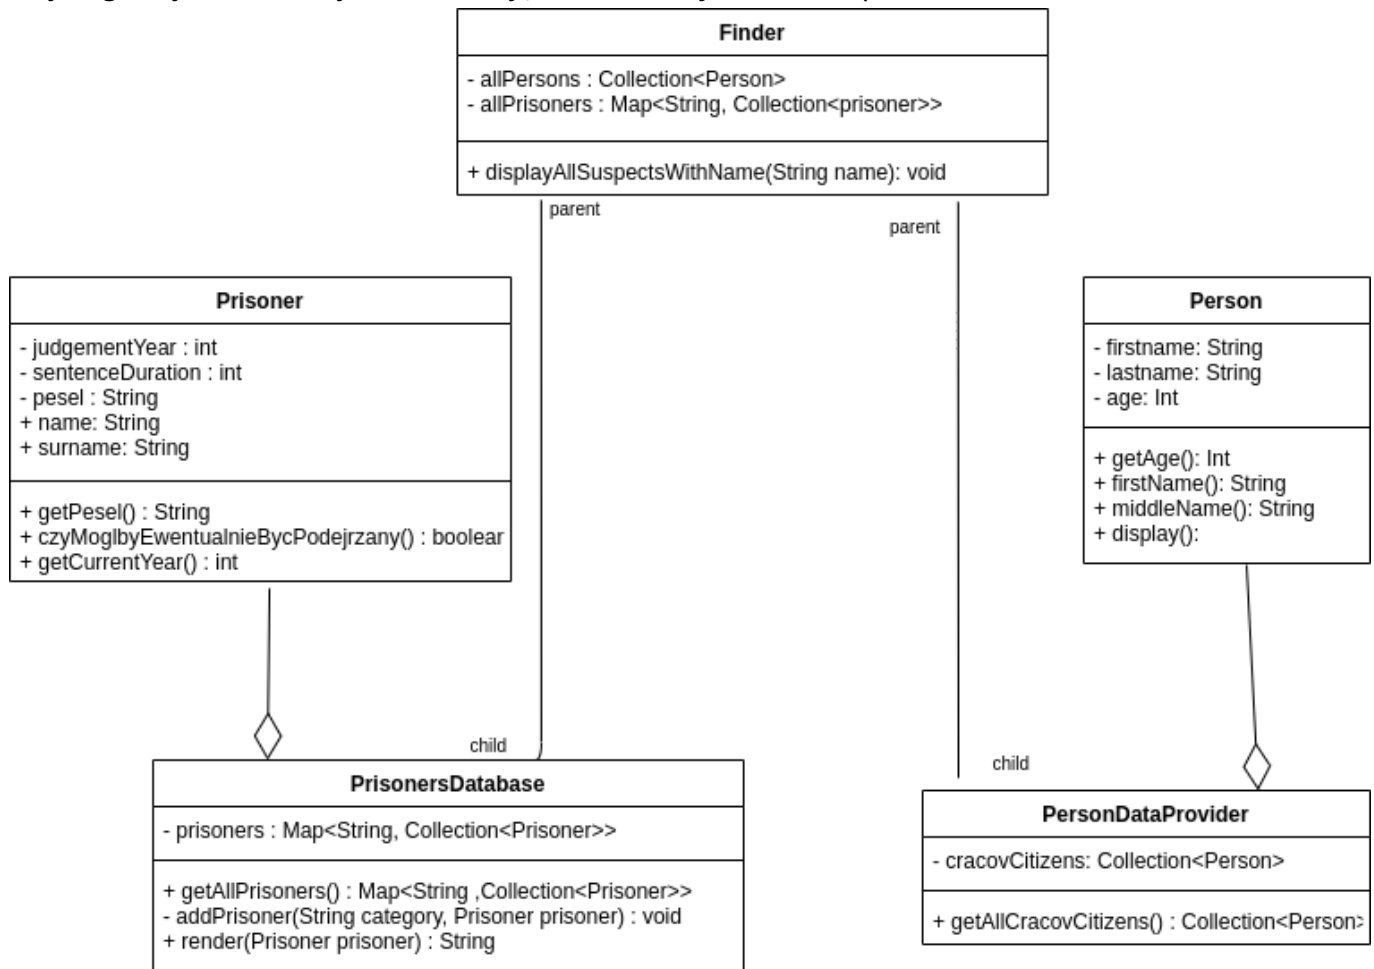 Finder
- allPersons : Collection<Person>
- allPrisoners : Map<String, Collection<prisoner>>
+ displayAllSuspectsWithName(String name): void
parent
parent
Prisoner
- judgementYear : int
- sentenceDuration : int
- pesel : String
+ name: String
+ surname: String
+ getPesel() : String
+ czyMoglbyEwentualnieBycPodejrzany() : boolear
+ getCurrentYear() : int
Person
- firstname: String
- lastname: String
- age: Int
+ getAge(): Int
+ firstName(): String
+ middleName(): String
+ display():
child
child
PrisonersDatabase
- prisoners : Map<String, Collection<Prisoner>>
+ getAllPrisoners() : Map<String ,Collection<Prisoner>>
- addPrisoner(String category, Prisoner prisoner) : void
+ render(Prisoner prisoner) : String
PersonDataProvider
- cracovCitizens: Collection<Person>
+ getAllCracovCitizens() : Collection<Person>